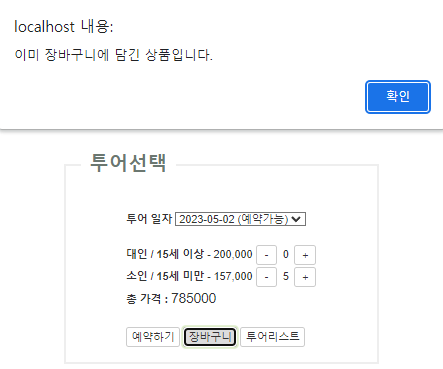 localhost 내용:
이미 장바구니에 담긴 상품입니다.
확인
투어선택
투어 일자 2023-05-02 (예약가능)
대인 / 15세 이상 - 200,000 - 0 +
소인 / 15세 미만 - 157,000 - 5 +
총 가격 : 785000
예약하기 장바구니 투어리스트